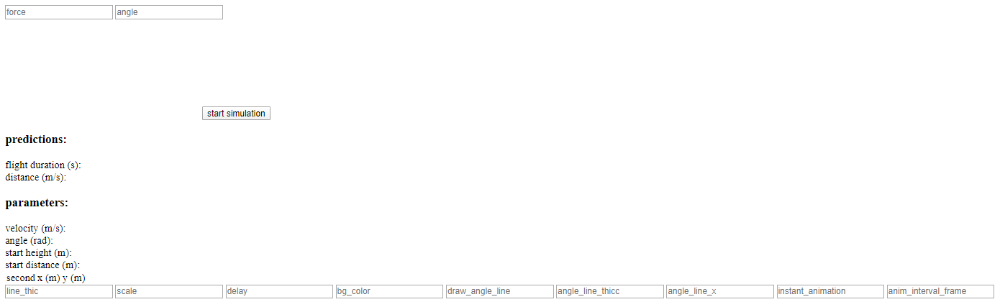 force angle
start simulation
predictions:
flight duration (s):
distance (m/s):
parameters:
velocity (m/s):
angle (rad):
start height (m):
start distance (m):
second x (m) y (m)
line_thic scale delay bg_color draw_angle_line angle_line_thicc angle_line_x instant_animation anim_interval_frame